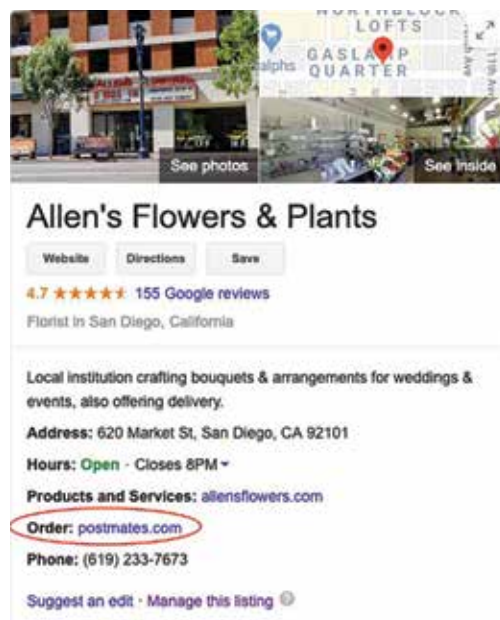 LOFTS
GASLAMP
QUARTER
See photos
See Inside
Allen's Flowers & Plants
Website Directions Save
4.7 155 Google reviews
Florist in San Diego, California
Local institution crafting bouquets & arrangements for weddings &
events, also offering delivery.
Address: 620 Market St, San Diego, CA 92101
Hours: Open · Closes 8PM
Products and Services: allensflowers.com
Order: postmates.com
Phone: (619) 233-7673
Suggest an edit · Manage this listing